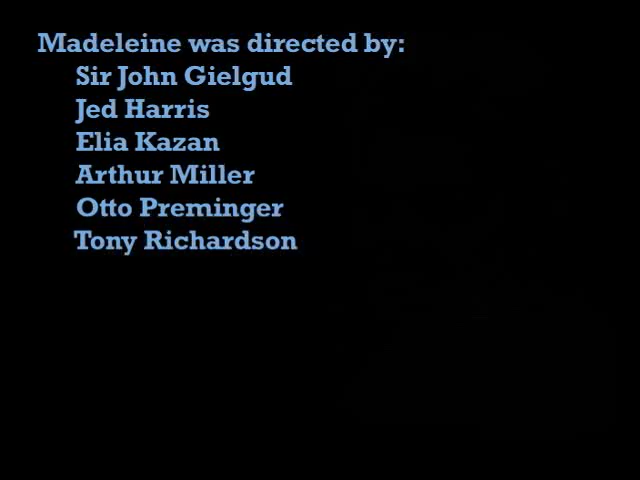 Madeleine was directed by:
Sir John Gielgud
Jed Harris
Elia Kazan
Arthur Miller
Otto Preminger
Tony Richardson